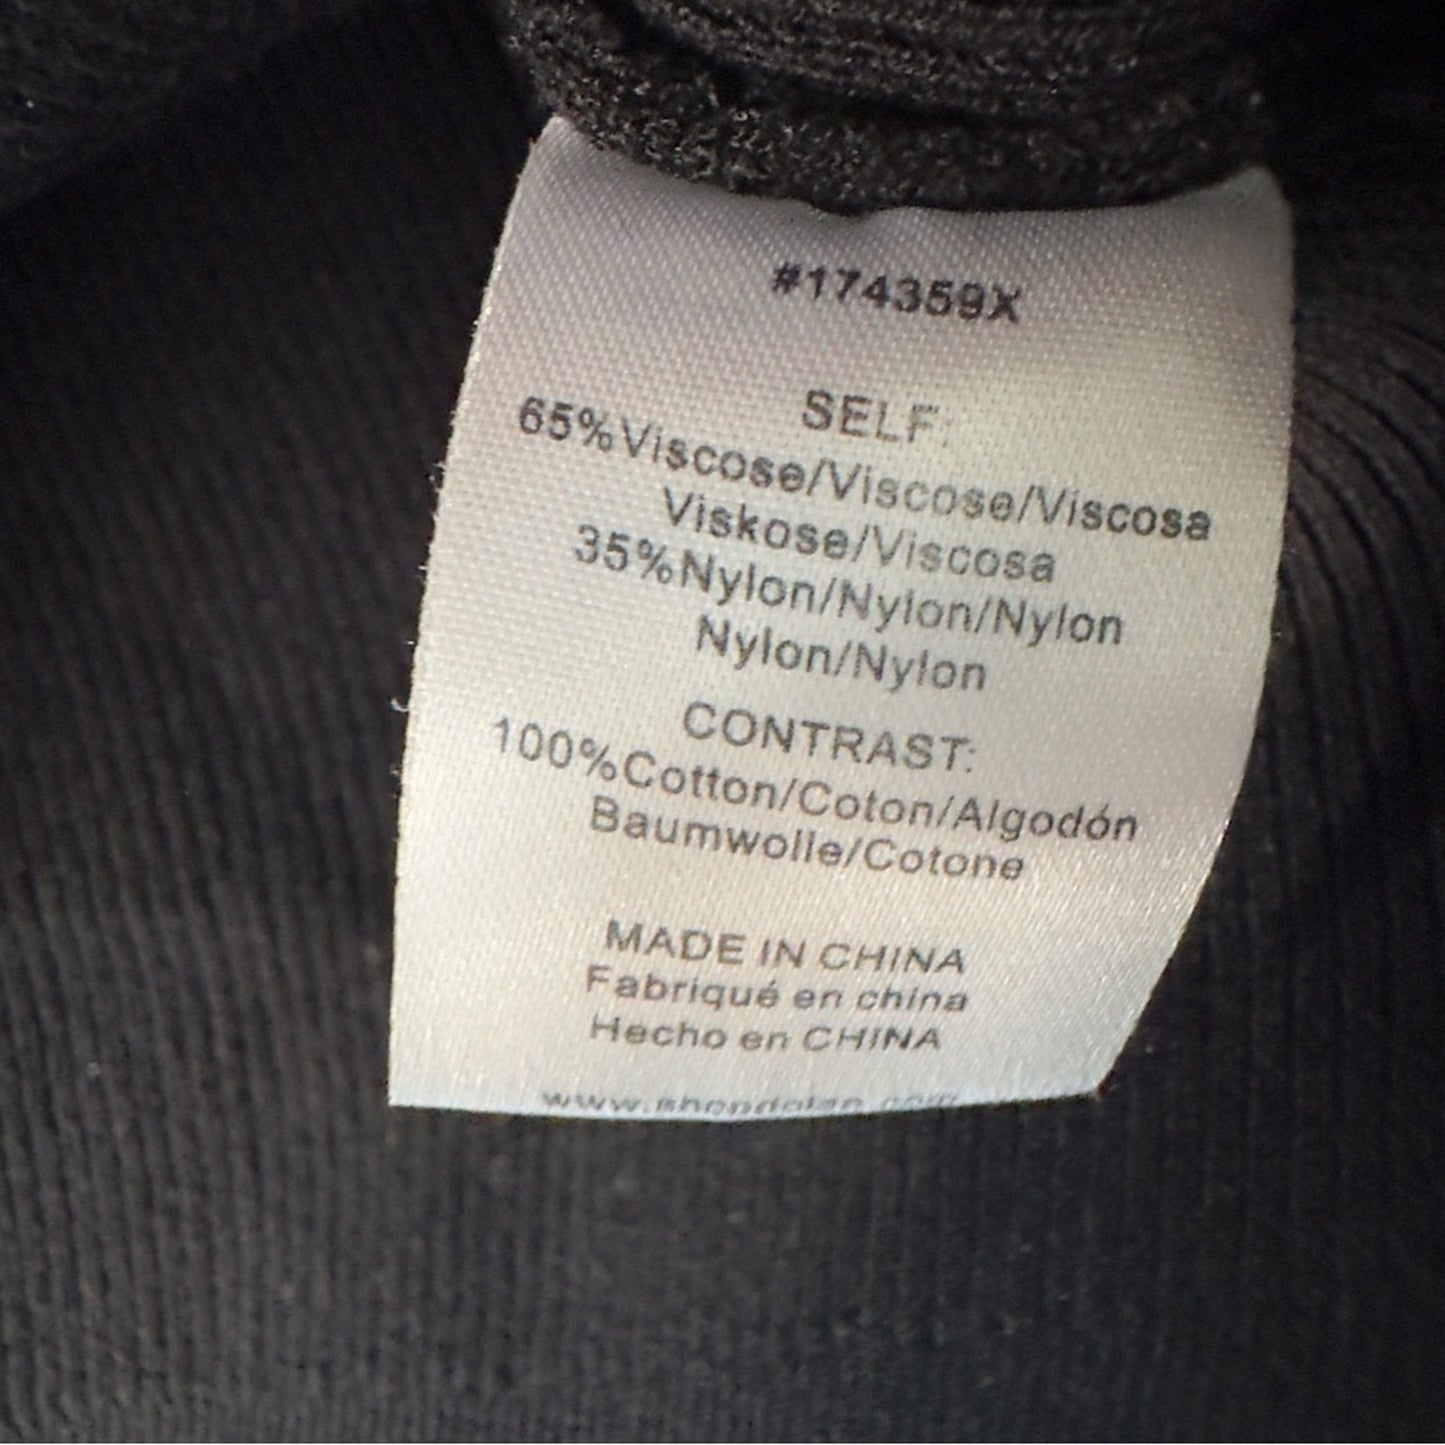 #174359X
SELF:
65%Viscose/Viscose/Viscosa
Viskose/Viscosa
35%Nylon/Nylon/Nylon
Nylon/Nylon
CONTRAST:
100%Cotton/Coton/Algodón
Baumwolle/Cotone
MADE IN CHINA
Fabriqué en china
Hecho en CHINA